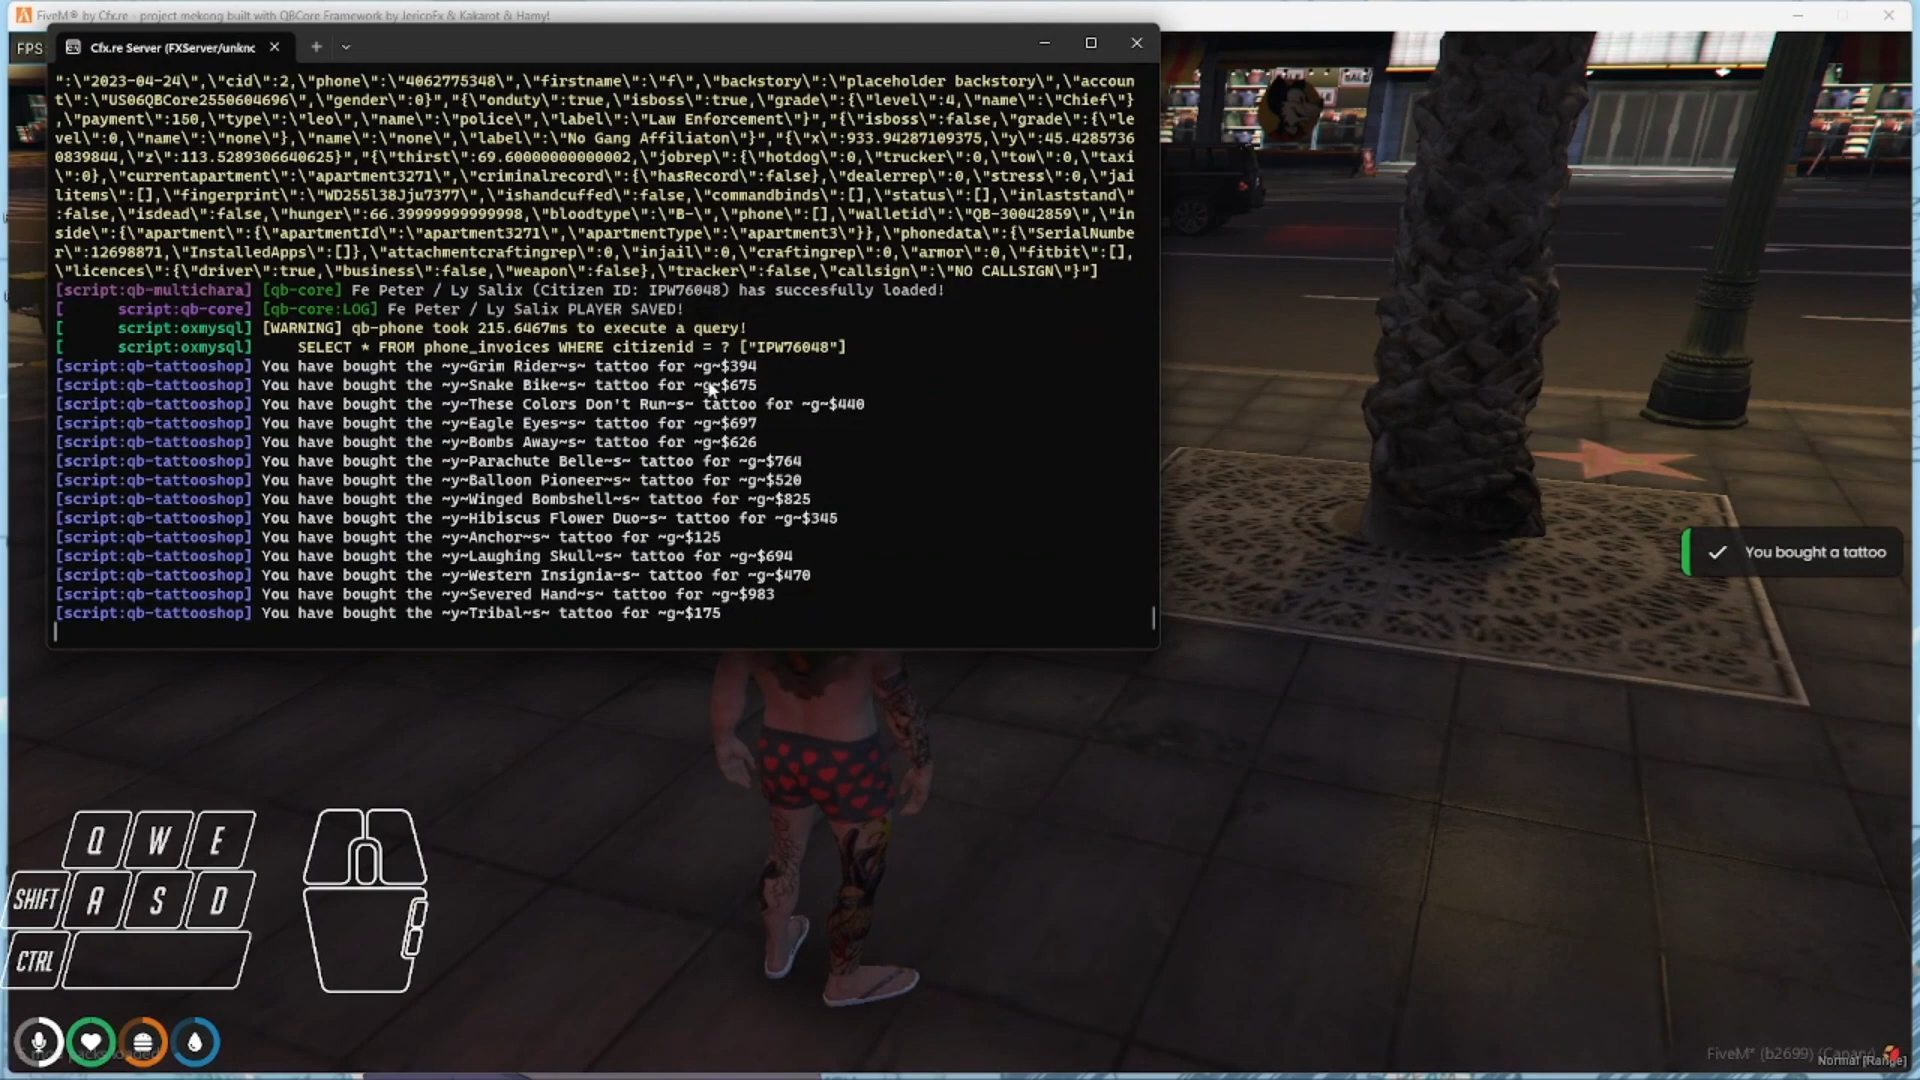 FiveM® by Cfx.re - project mekong built with QBCore Framework by JericoFx & Kakarot & Hamy!
FPS
Cfx.re Server (FXServer/unknc
":\"2023-04-24\",\"cid\":2,\"phone\":\"4062775348\",\"firstname\":\"f\",\"backstory\":\"placeholder backstory\",\"accoun
t\":\"US06QBCore2550604696\",\"gender\":0}","{\"onduty\":true,\"isboss\":true,\"grade\":{\"level\":4,\"name\":\"Chief\"}
,\"payment\":150,\"type\":\"leo\",\"name\":\"police\",\"label\":\"Law Enforcement\"}","{\"isboss\":false,\"grade\":{\"le
vel\":0,\"name\":\"none\"},\"name\":\"none\",\"label\":\"No Gang Affiliaton\"}","{\"x\":933.94287109375,\"y\":45.4285736
0839844,\"z\":113.5289306640625}","{\"thirst\":69.60000000000002,\"jobrep\":{\"hotdog\":0,\"trucker\":0,\"tow\":0,\"taxi
\":0},\"currentapartment\":\"apartment3271\",\"criminalrecord\":{\"hasRecord\":false},\"dealerrep\":0,\"stress\":0,\"jai
litems\":[],\"fingerprint\":\"WD255l38Jju7377\",\"ishandcuffed\":false,\"commandbinds\":[],\"status\":[],\"inlaststand\"
:false,\"isdead\":false,\"hunger\":66.39999999999998,\"bloodtype\":\"B-\",\"phone\":[],\"walletid\":\"QB-30042859\",\"in
side\":{\"apartment\":{\"apartmentId\":\"apartment3271\",\"apartmentType\":\"apartment3\"}},\"phonedata\":{\"SerialNumbe
r\":12698871,\"InstalledApps\":[]},\"attachmentcraftingrep\":0,\"injail\":0,\"craftingrep\":0,\"armor\":0,\"fitbit\":[],
\"licences\":{\"driver\":true,\"business\":false,\"weapon\":false},\"tracker\":false,\"callsign\":\"NO CALLSIGN\"}"]
[script:qb-multichara] [qb-core] Fe Peter / Ly Salix (Citizen ID: IPW76048) has succesfully loaded!
[      script:qb-core] [qb-core:LOG] Fe Peter / Ly Salix PLAYER SAVED!
[      script:oxmysql] [WARNING] qb-phone took 215.6467ms to execute a query!
[      script:oxmysql]     SELECT * FROM phone_invoices WHERE citizenid = ? ["IPW76048"]
[script:qb-tattooshop] You have bought the ~y~Grim Rider~s~ tattoo for ~g~$394
[script:qb-tattooshop] You have bought the ~y~Snake Bike~s~ tattoo for ~g~$675
[script:qb-tattooshop] You have bought the ~y~These Colors Don't Run~s~ tattoo for ~g~$440
[script:qb-tattooshop] You have bought the ~y~Eagle Eyes~s~ tattoo for ~g~$697
[script:qb-tattooshop] You have bought the ~y~Bombs Away~s~ tattoo for ~g~$626
[script:qb-tattooshop] You have bought the ~y~Parachute Belle~s~ tattoo for ~g~$764
[script:qb-tattooshop] You have bought the ~y~Balloon Pioneer~s~ tattoo for ~g~$520
[script:qb-tattooshop] You have bought the ~y~Winged Bombshell~s~ tattoo for ~g~$825
[script:qb-tattooshop] You have bought the ~y~Hibiscus Flower Duo~s~ tattoo for ~g~$345
[script:qb-tattooshop] You have bought the ~y~Anchor~s~ tattoo for ~g~$125
[script:qb-tattooshop] You have bought the ~y~Laughing Skull~s~ tattoo for ~g~$694
[script:qb-tattooshop] You have bought the ~y~Western Insignia~s~ tattoo for ~g~$470
[script:qb-tattooshop] You have bought the ~y~Severed Hand~s~ tattoo for ~g~$983
[script:qb-tattooshop] You have bought the ~y~Tribal~s~ tattoo for ~g~$175
You bought a tattoo
Q W E
SHIFT A S D
CTRL
FiveM* (b2699) (Canary)
Normal [Range]